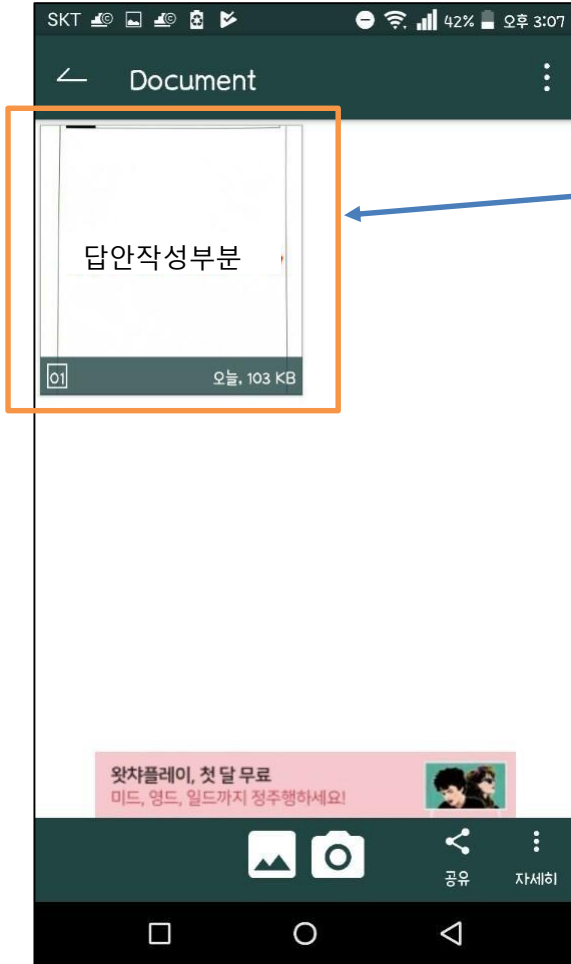 SKT 42% 오후 3:07
Document
답안작성부분
01 오늘, 103 KB
왓챠플레이, 첫 달 무료
미드, 영드, 일드까지 정주행하세요!
공유 자세히